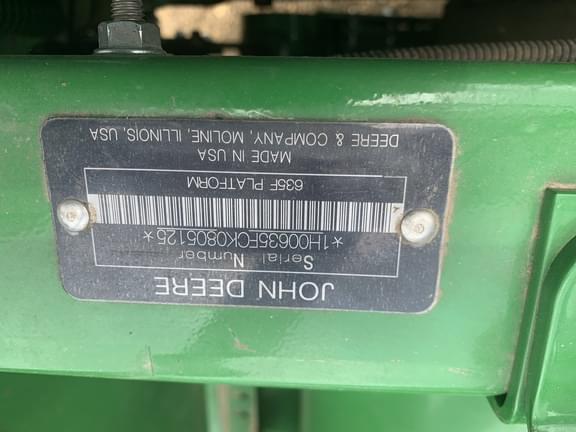 JOHN DEERE
Serial Number
*1H00635FCK0805125*
635F PLATFORM
MADE IN USA
DEERE & COMPANY, MOLINE, ILLINOIS, USA